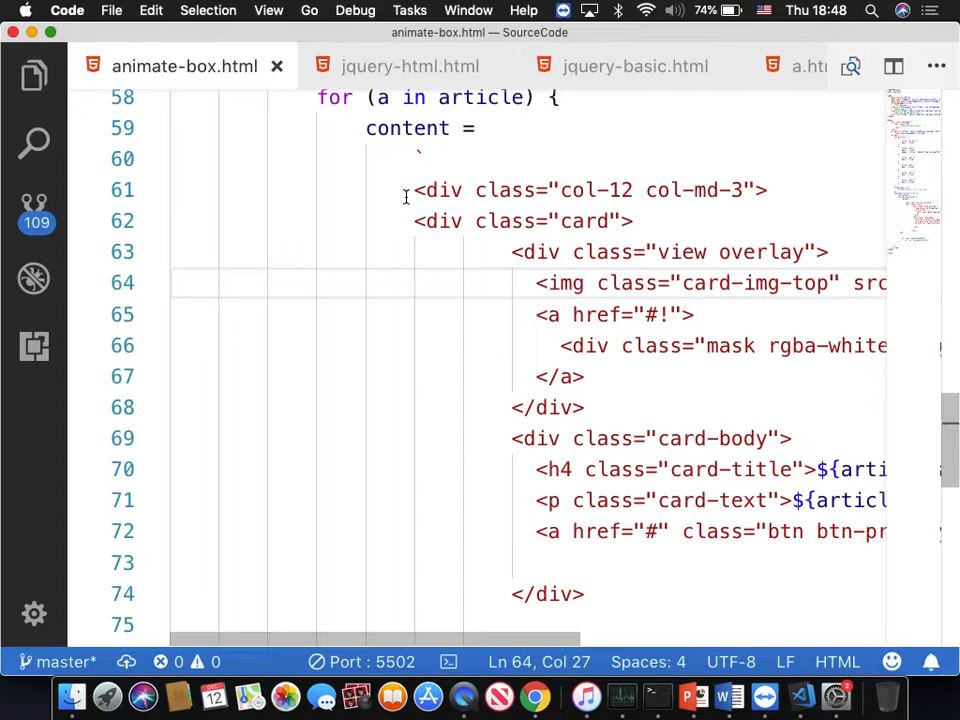 Code File Edit Selection View Go Debug Tasks Window Help 74% Thu 18:48
animate-box.html — SourceCode
animate-box.html jquery-html.html jquery-basic.html a.ht
58 for (a in article) {
59 content =
60 `
61 <div class="col-12 col-md-3">
62 <div class="card">
63 <div class="view overlay">
64 <img class="card-img-top" src
65 <a href="#!">
66 <div class="mask rgba-white
67 </a>
68 </div>
69 <div class="card-body">
70 <h4 class="card-title">${arti
71 <p class="card-text">${articl
72 <a href="#" class="btn btn-pr
73
74 </div>
75
109
master* 0 0 Port : 5502 Ln 64, Col 27 Spaces: 4 UTF-8 LF HTML
DEC
12
2